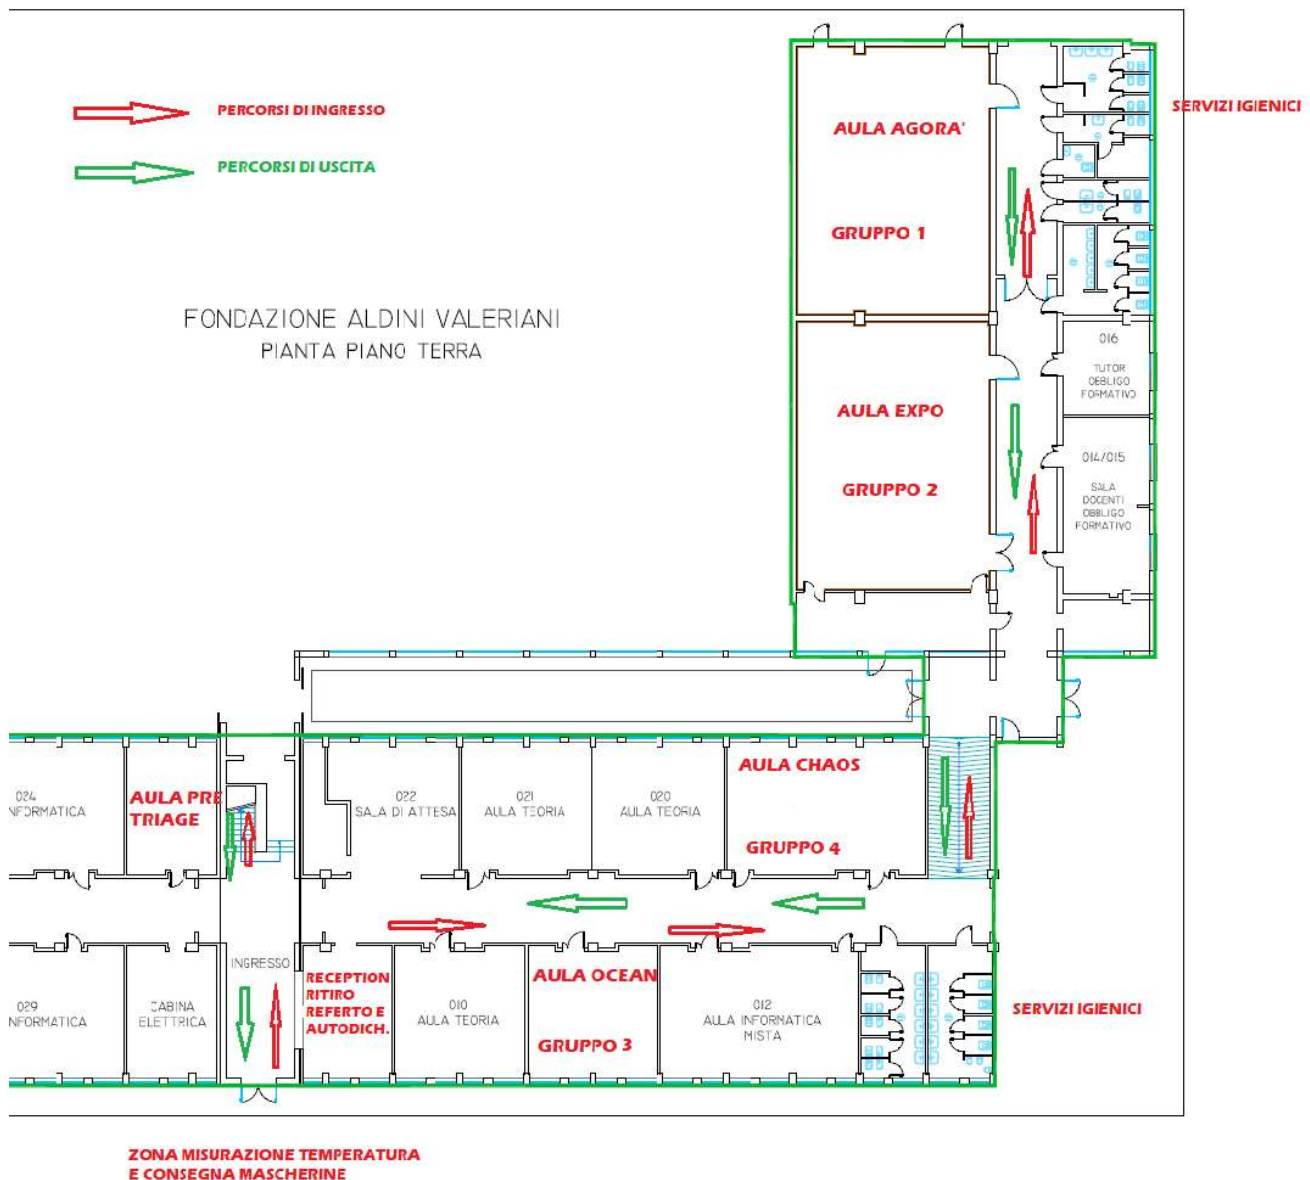 PERCORSI DI INGRESSO
PERCORSI DI USCITA
SERVIZI IGIENICI
AULA AGORA'
GRUPPO 1
FONDAZIONE ALDINI VALERIANI
PIANTA PIANO TERRA
016
TUTOR
OBBLIGO
FORMATIVO
AULA EXPO
GRUPPO 2
014/015
SALA
DOCENTI
OBBLIGO
FORMATIVO
024
NFORMATICA
AULA PRE
TRIAGE
022
SALA DI ATTESA
021
AULA TEORIA
020
AULA TEORIA
AULA CHAOS
GRUPPO 4
029
NFORMATICA
CABINA
ELETTRICA
INGRESSO
RECEPTION
RITIRO
REFERTO E
AUTODICH.
010
AULA TEORIA
AULA OCEAN
GRUPPO 3
012
AULA INFORMATICA
MISTA
SERVIZI IGIENICI
ZONA MISURAZIONE TEMPERATURA
E CONSEGNA MASCHERINE